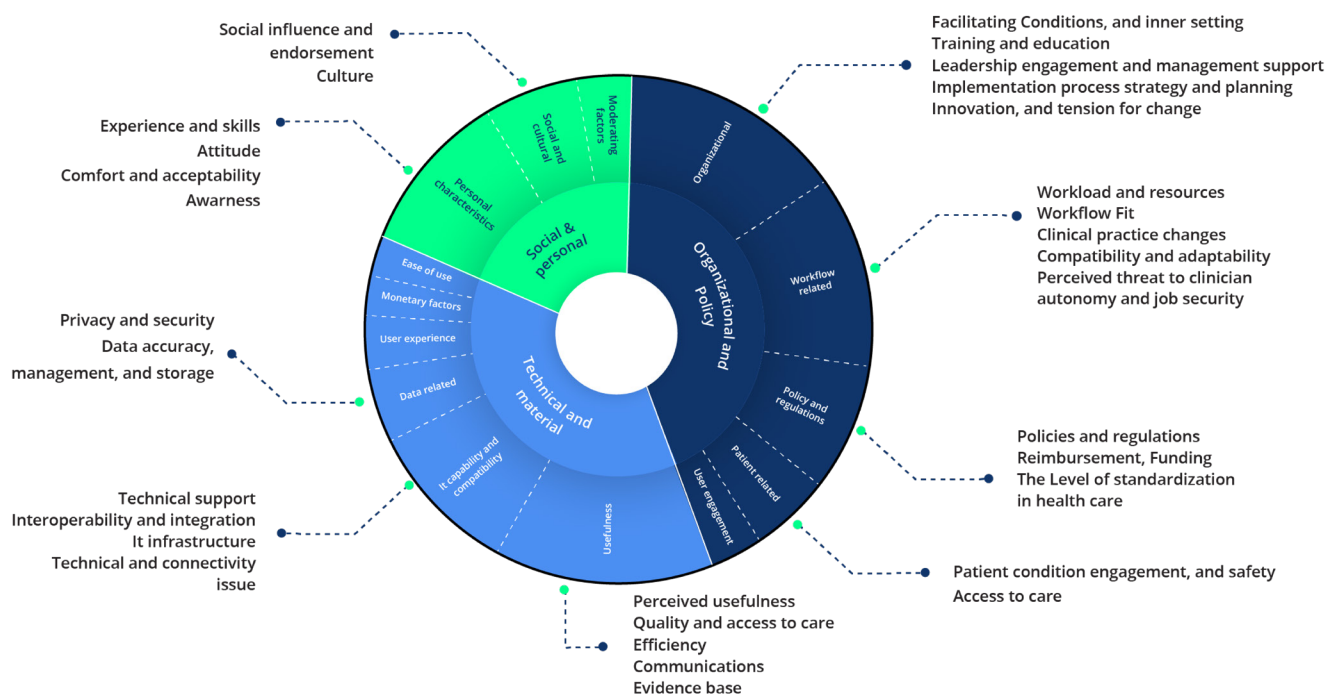 Social influence and
endorsement
Culture
Experience and skills
Attitude
Comfort and acceptability
Awarness
Privacy and security
Data accuracy,
management, and storage
Technical support
Interoperability and integration
It infrastructure
Technical and connectivity
issue
Perceived usefulness
Quality and access to care
Efficiency
Communications
Evidence base
Facilitating Conditions, and inner setting
Training and education
Leadership engagement and management support
Implementation process strategy and planning
Innovation, and tension for change
Workload and resources
Workflow Fit
Clinical practice changes
Compatibility and adaptability
Perceived threat to clinician
autonomy and job security
Policies and regulations
Reimbursement, Funding
The Level of standardization
in health care
Patient condition engagement, and safety
Access to care
Social &
personal
Personal
characteristics
Social and
cultural
Moderating
factors
Organizational and
Policy
Organizational
Workflow
related
Policy and
regulations
Patient related
User engagement
Technical and
material
Usefulness
It capability and
compatibility
Data related
User experience
Monetary factors
Ease of use